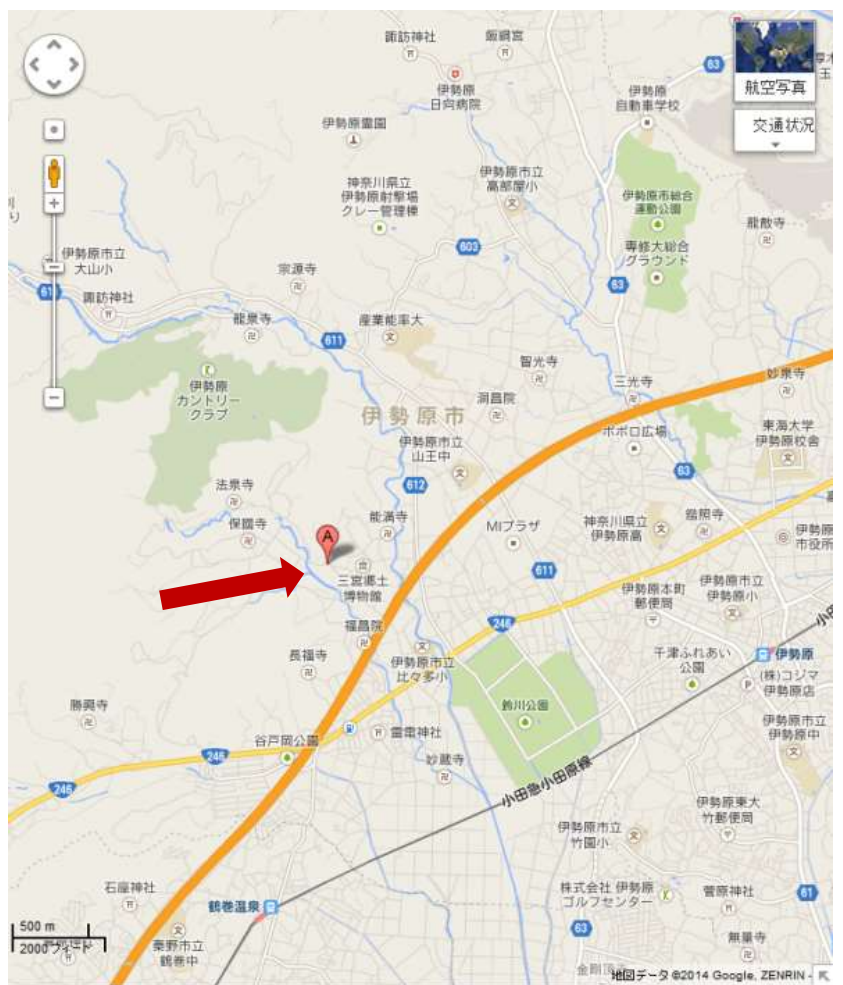 諏訪神社
飯綱宮
63
航空写真
伊勢原
日向病院
伊勢原
自動車学校
交通状況
伊勢原霊園
神奈川県立
伊勢原射撃場
クレー管理棟
伊勢原市立
高部屋小
伊勢原市総合
運動公園
龍散寺
603
専修大総合
グラウンド
伊勢原市立
大山小
宗源寺
63
諏訪神社
龍泉寺
611
産業能率大
智光寺
妙泉寺
伊勢原
カントリー
クラブ
三光寺
洞昌院
伊勢原市
ポポロ広場
東海大学
伊勢原校舎
伊勢原市立
山王中
63
法泉寺
612
保國寺
能満寺
MIプラザ
神奈川県立
伊勢原高
伊勢原
市役所
A
三宮郷土
博物館
611
伊勢原本町
郵便局
伊勢原市立
伊勢原小
福昌院
246
小田
長福寺
伊勢原市立
比々多小
千津ふれあい
公園
伊勢原
(株)コジマ
伊勢原店
勝興寺
鈴川公園
谷戸岡公園
雷電神社
伊勢原市立
伊勢原中
246
妙蔵寺
246
小田急小田原線
伊勢原東大
竹郵便局
伊勢原市立
竹園小
石座神社
株式会社 伊勢原
ゴルフセンター
菅原神社
61
鶴巻温泉
500 m
2000 フィート
63
秦野市立
鶴巻中
無量寺
地図データ ©2014 Google, ZENRIN -